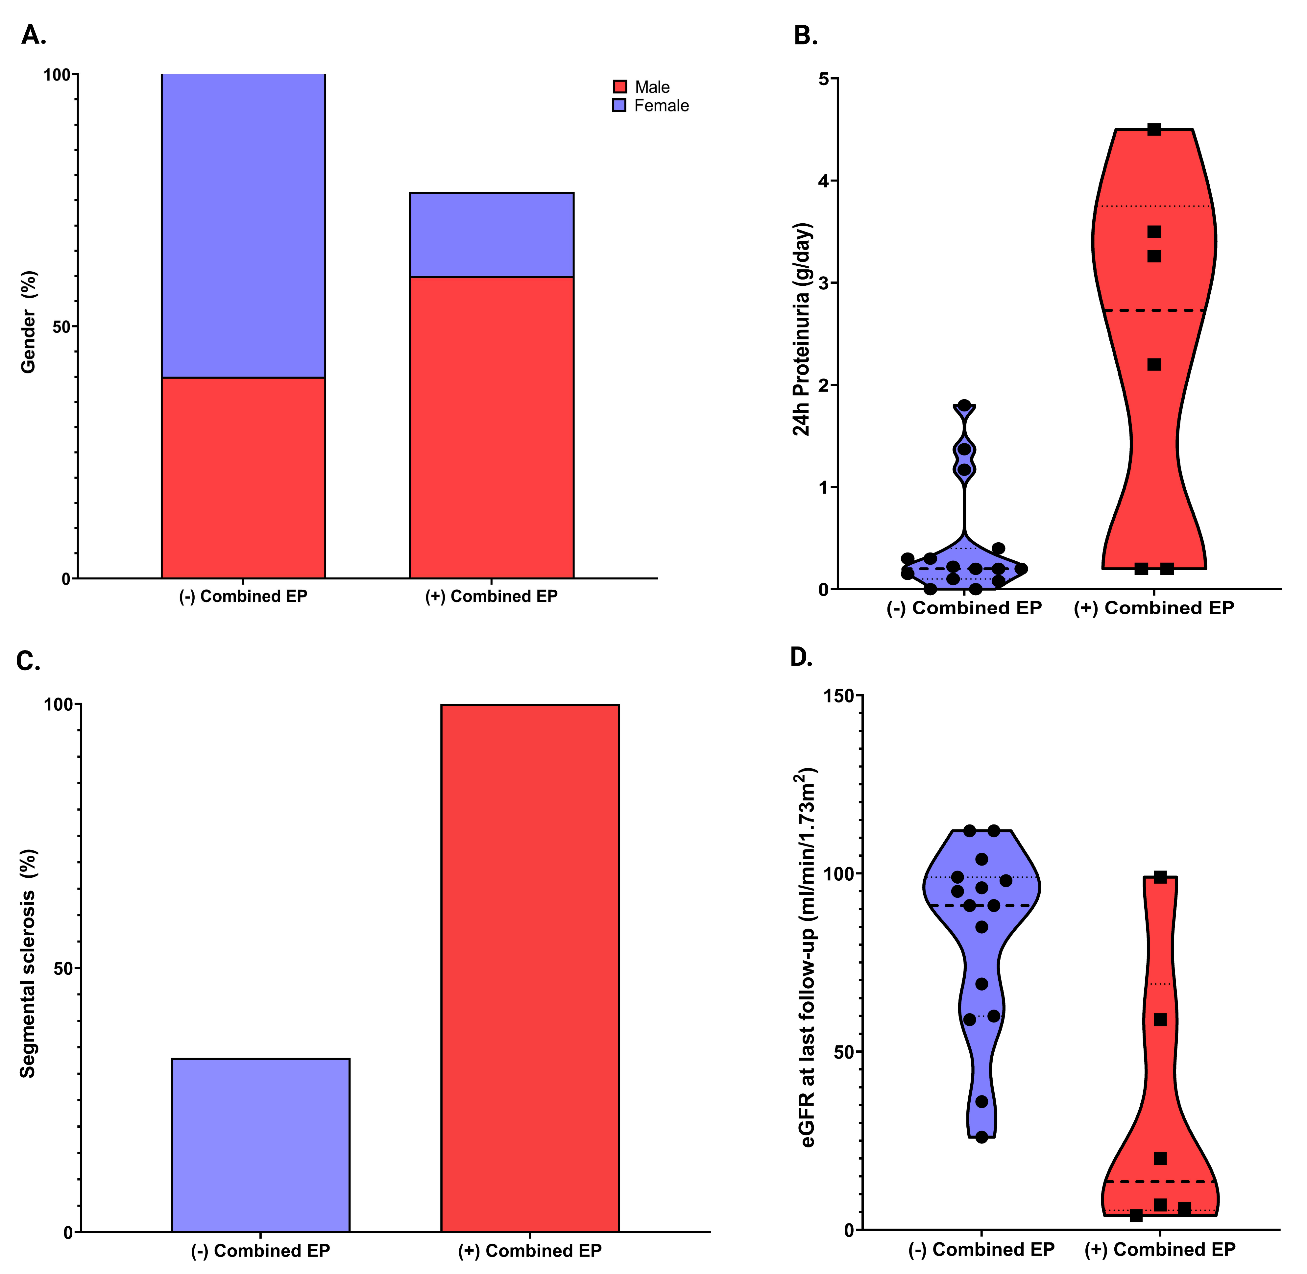 A.
Gender (%)
100
50
0
Male
Female
(-) Combined EP
(+) Combined EP
B.
24h Proteinuria (g/day)
5
4
3
2
1
0
(-) Combined EP
(+) Combined EP
C.
Segmental sclerosis (%)
100
50
0
(-) Combined EP
(+) Combined EP
D.
eGFR at last follow-up (ml/min/1.73m²)
150
100
50
0
(-) Combined EP
(+) Combined EP